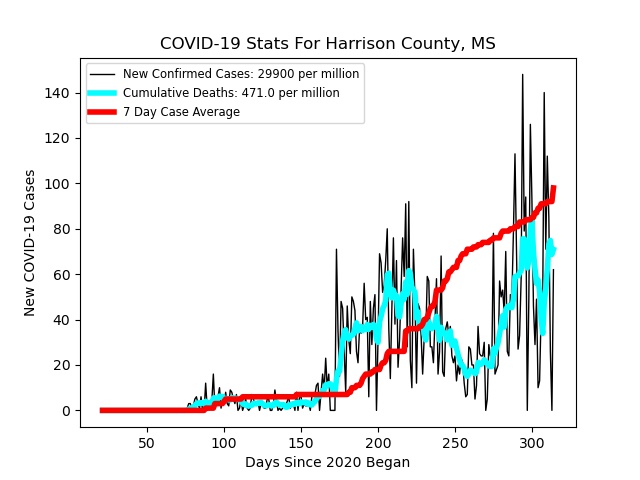 COVID-19 Stats For Harrison County, MS
New Confirmed Cases: 29900 per million
Cumulative Deaths: 471.0 per million
7 Day Case Average
New COVID-19 Cases
140
120
100
80
60
40
20
0
50 100 150 200 250 300
Days Since 2020 Began